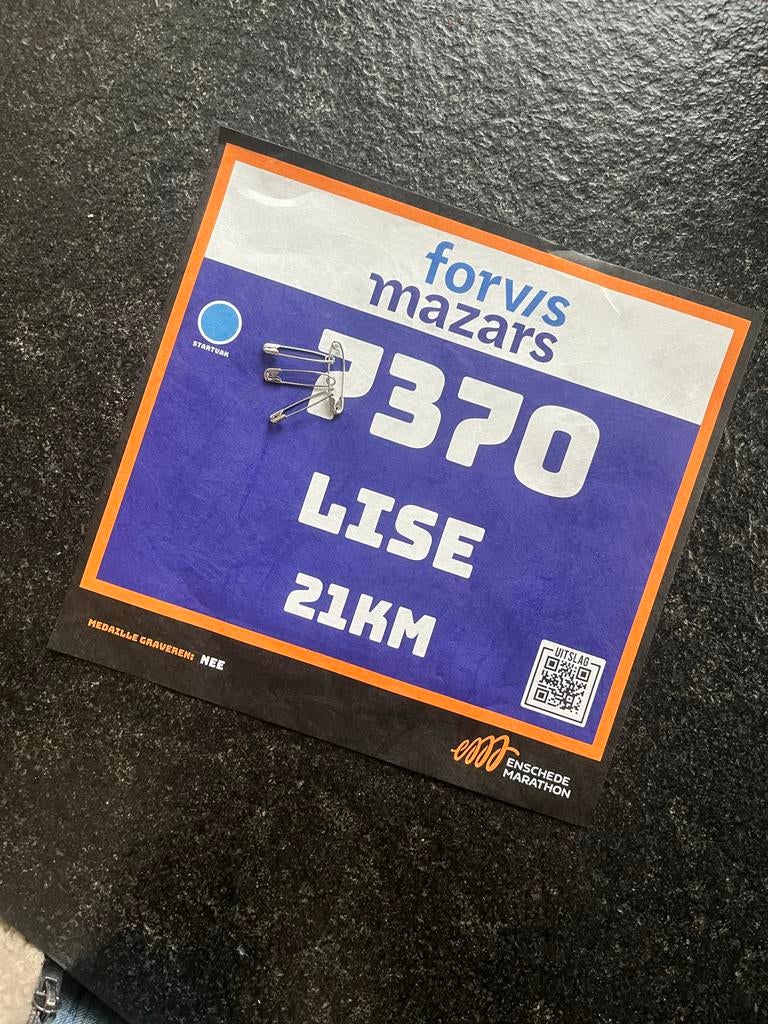 forvis
mazars
STARTVAK
7370
LISE
21KM
UITSLAG
MEDAILLE GRAVEREN: NEE
ENSCHEDE
MARATHON